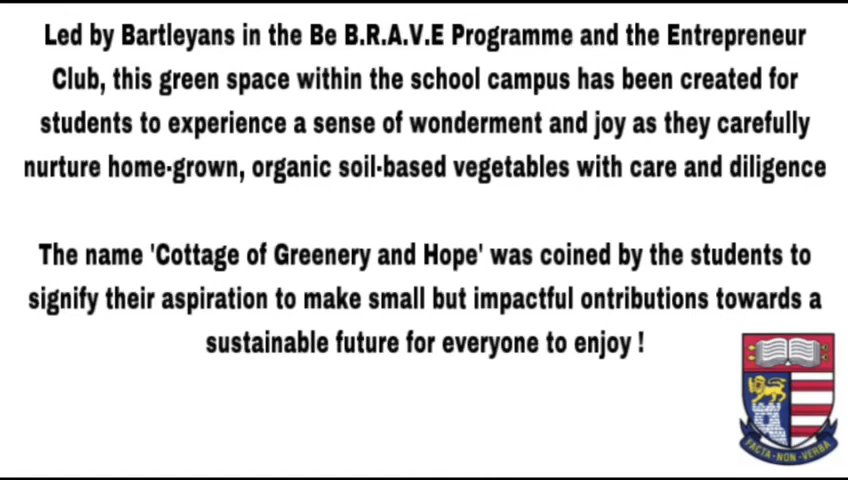 Led by Bartleyans in the Be B.R.A.V.E Programme and the Entrepreneur
Club, this green space within the school campus has been created for
students to experience a sense of wonderment and joy as they carefully
nurture home-grown, organic soil-based vegetables with care and diligence
The name 'Cottage of Greenery and Hope' was coined by the students to
signify their aspiration to make small but impactful ontributions towards a
sustainable future for everyone to enjoy !
FACTA-NON-VERBA